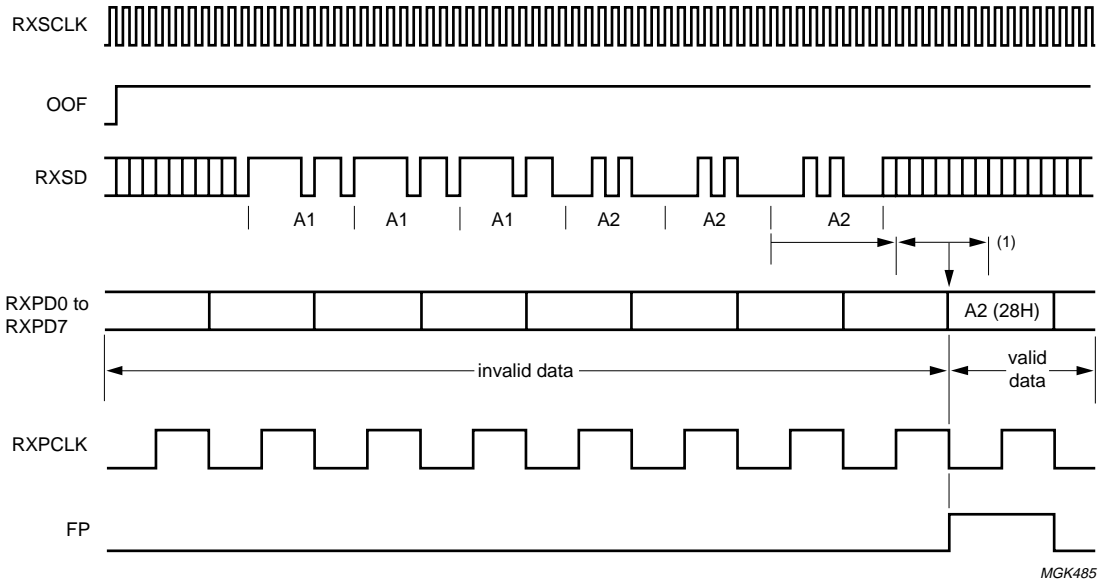 RXSCLK
OOF
RXSD
A1
A1
A1
A2
A2
A2
(1)
RXPD0 to
RXPD7
A2 (28H)
invalid data
valid
data
RXPCLK
FP
MGK485